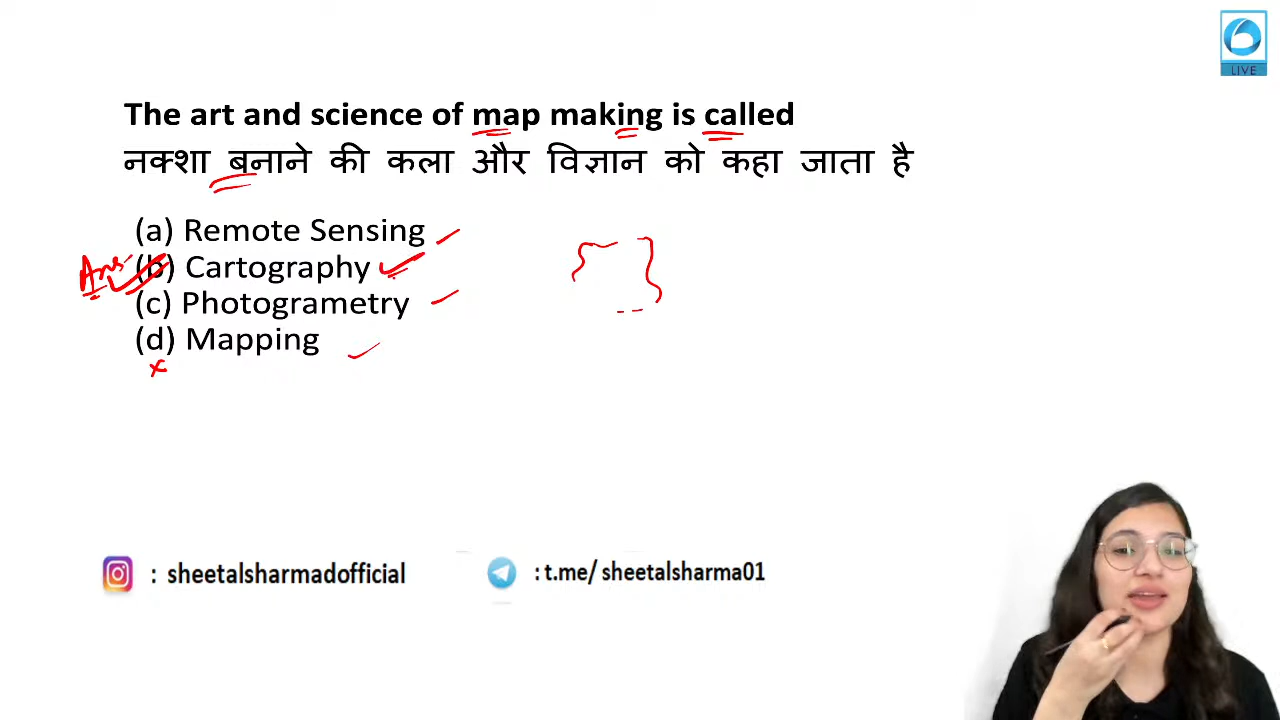 LIVE
The art and science of map making is called
नक्शा बनाने की कला और विज्ञान को कहा जाता है
(a) Remote Sensing
Ans (b) Cartography
(c) Photogrametry
(d) Mapping
: sheetalsharmadofficial
: t.me/ sheetalsharma01